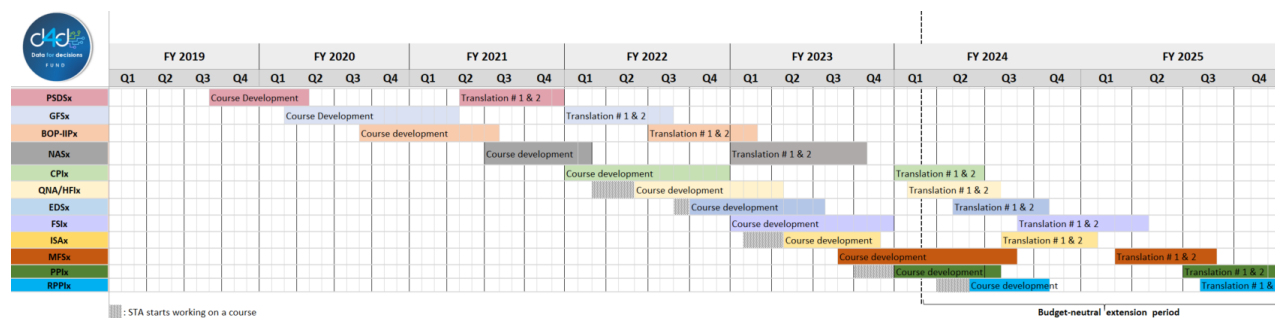 d4d
Data for decisions
FUND
FY 2019 FY 2020 FY 2021 FY 2022 FY 2023 FY 2024 FY 2025
Q1 Q2 Q3 Q4 Q1 Q2 Q3 Q4 Q1 Q2 Q3 Q4 Q1 Q2 Q3 Q4 Q1 Q2 Q3 Q4 Q1 Q2 Q3 Q4 Q1 Q2 Q3 Q4
PSDSx Course Development Translation # 1 & 2
GFSx Course Development Translation # 1 & 2
BOP-IIPx Course development Translation # 1 & 2
NASx Course development Translation # 1 & 2
CPIx Course development Translation # 1 & 2
QNA/HFIx Course development Translation # 1 & 2
EDSx Course development Translation # 1 & 2
FSIx Course development Translation # 1 & 2
ISAx Course development Translation # 1 & 2
MFSx Course development Translation # 1 & 2
PPIx Course development Translation # 1 & 2
RPPIx Course development Translation # 1 &
: STA starts working on a course Budget-neutral extension period